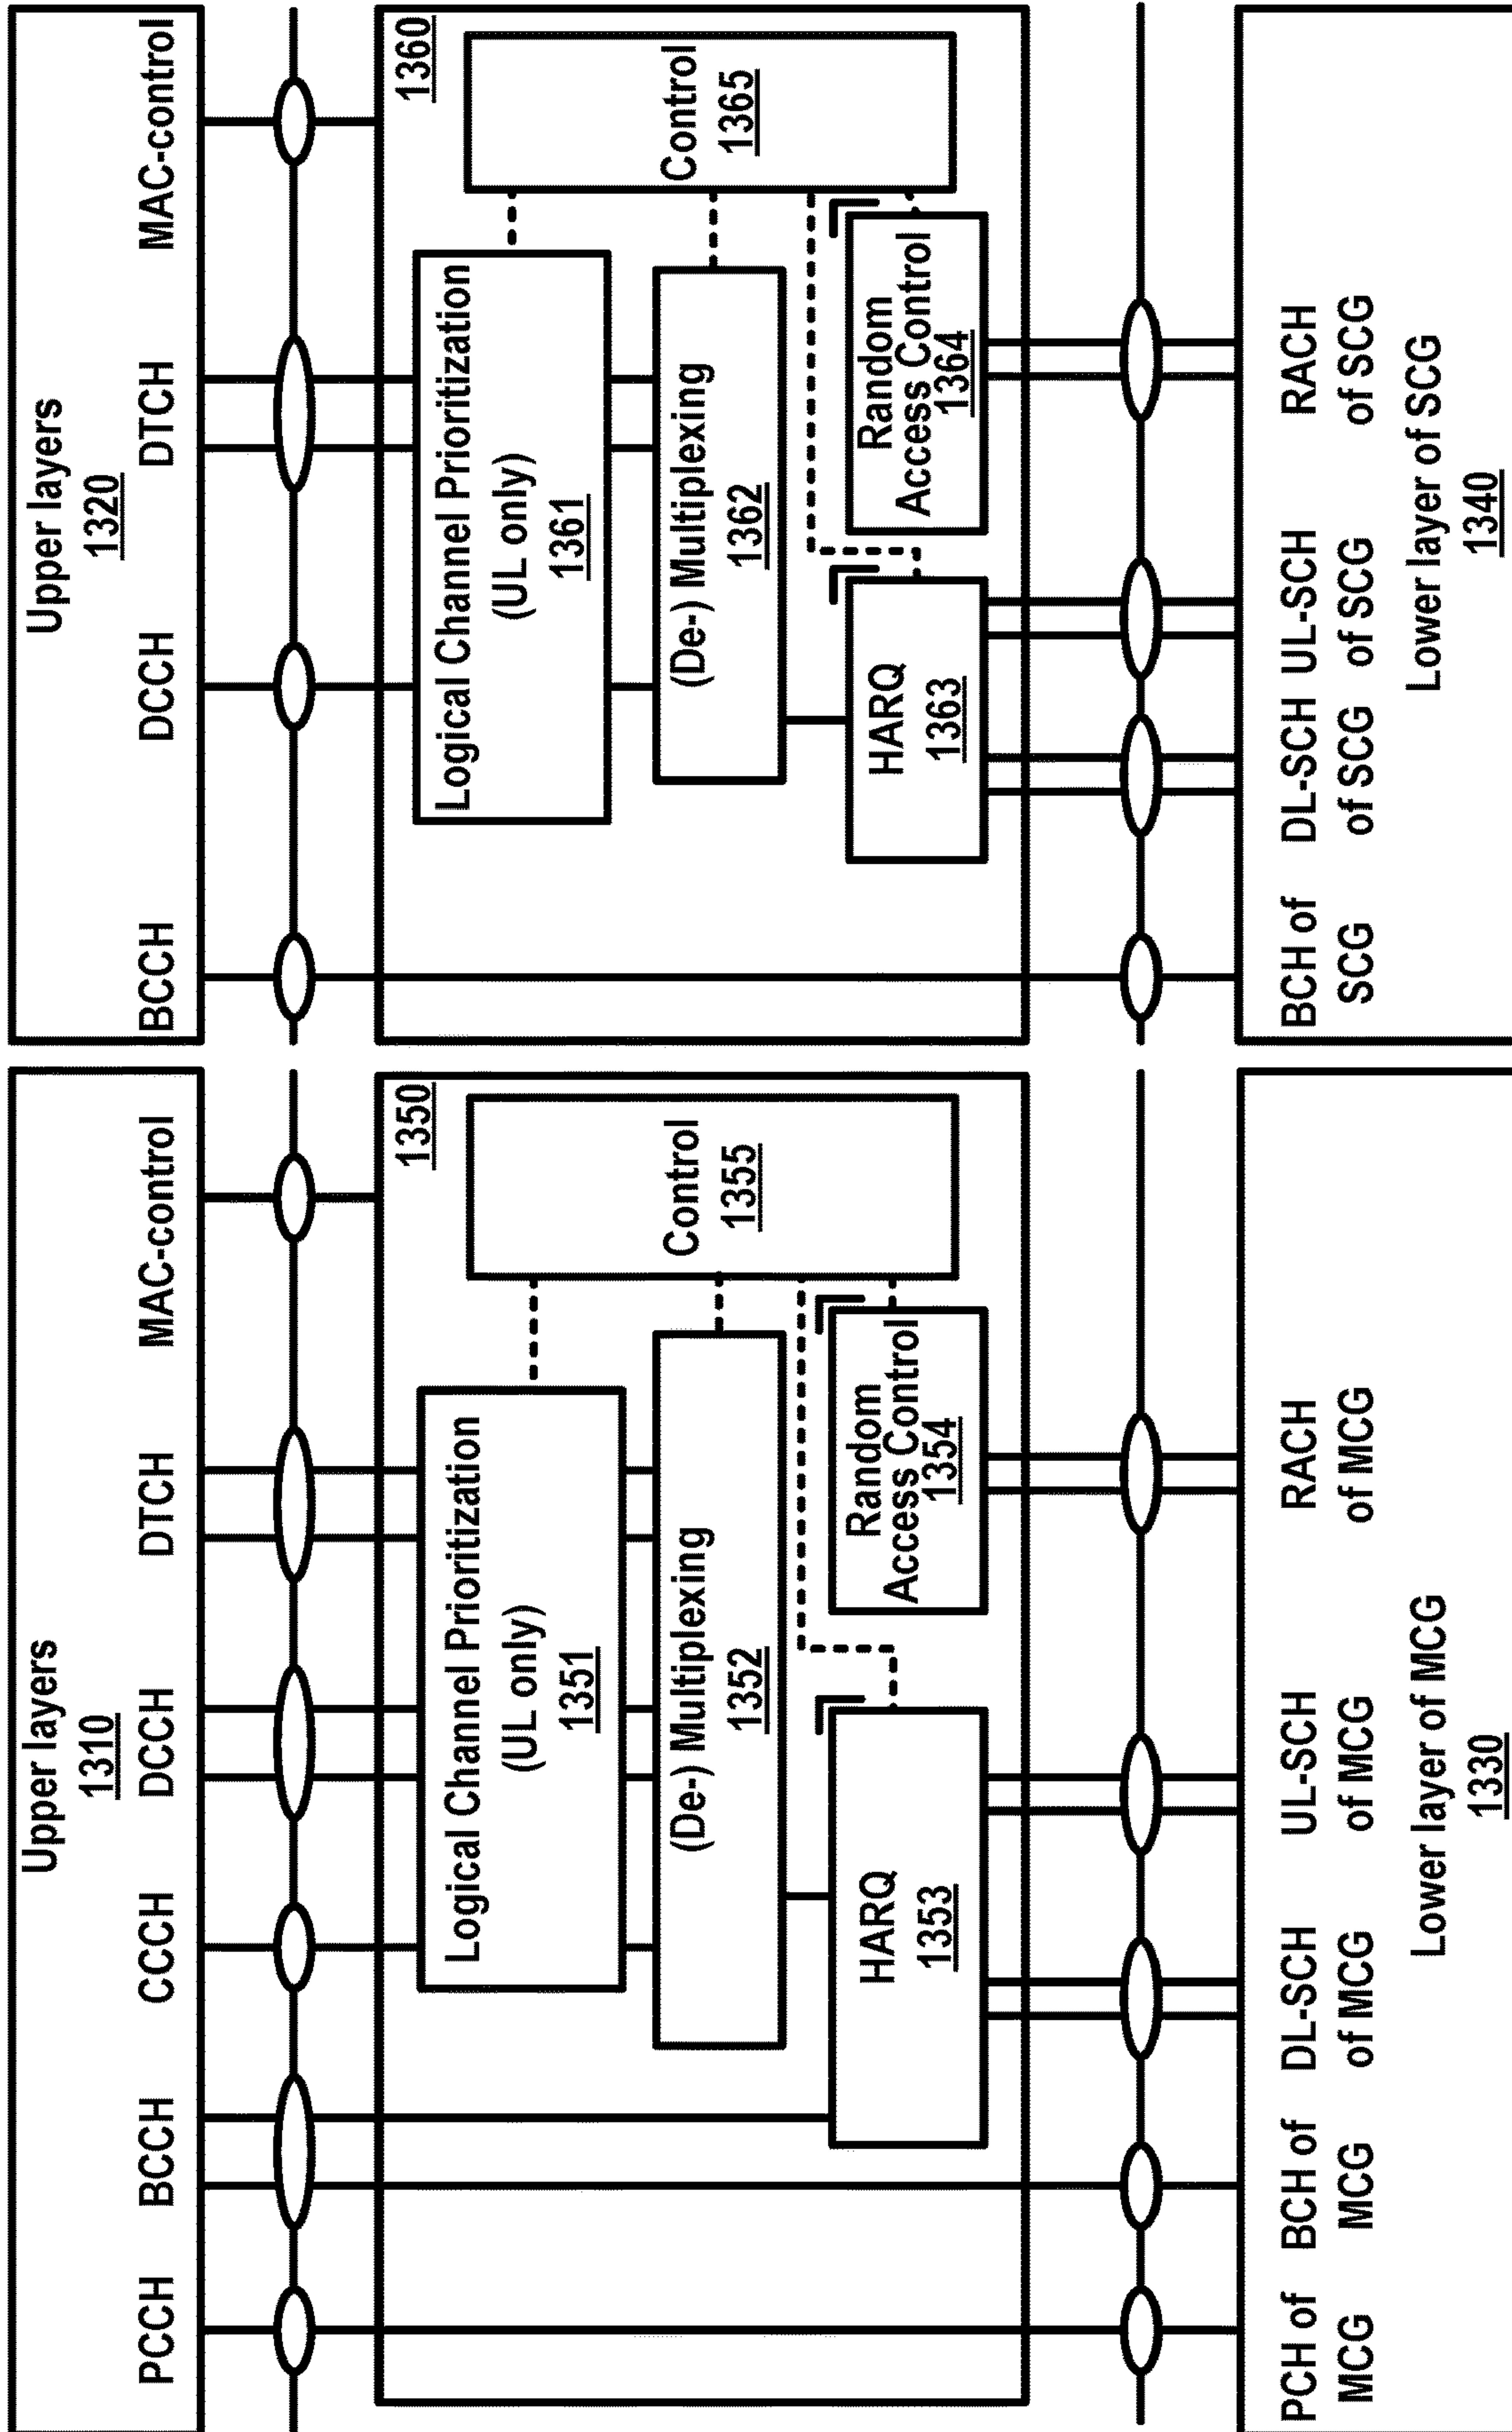 Upper layers
1310
PCCH BCCH CCCH DCCH DTCH MAC-control
1350
Logical Channel Prioritization
(UL only)
1351
Control
1355
(De-) Multiplexing
1352
HARQ
1353
Random
Access Control
1354
PCH of
MCG
BCH of
MCG
DL-SCH
of MCG
UL-SCH
of MCG
RACH
of MCG
Lower layer of MCG
1330
Upper layers
1320
BCCH DCCH DTCH MAC-control
1360
Logical Channel Prioritization
(UL only)
1361
Control
1365
(De-) Multiplexing
1362
HARQ
1363
Random
Access Control
1364
BCH of
SCG
DL-SCH
of SCG
UL-SCH
of SCG
RACH
of SCG
Lower layer of SCG
1340